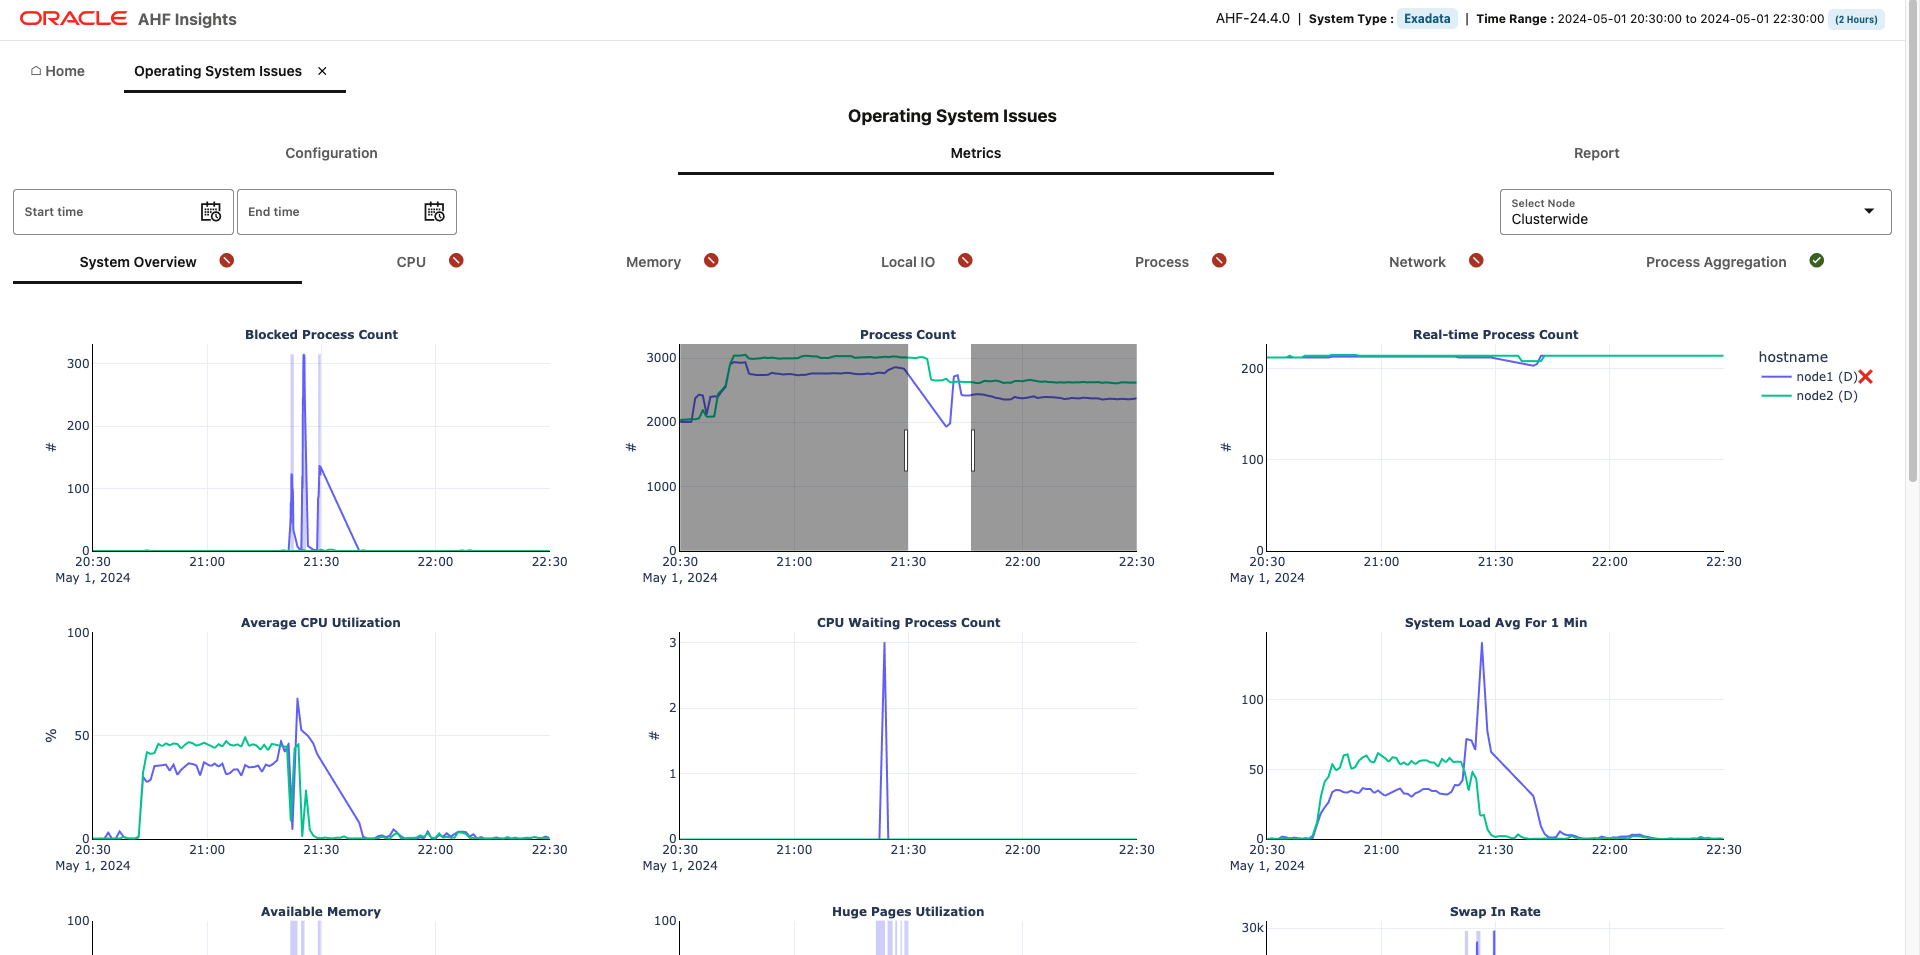 ORACLE AHF Insights
AHF-24.4.0 | System Type : Exadata | Time Range : 2024-05-01 20:30:00 to 2024-05-01 22:30:00 (2 Hours)
Home
Operating System Issues ×
Operating System Issues
Configuration
Metrics
Report
Start time
End time
Select Node
Clusterwide
System Overview
CPU
Memory
Local IO
Process
Network
Process Aggregation
Blocked Process Count
300
200
100
0
#
20:30 21:00 21:30 22:00 22:30
May 1, 2024
Process Count
3000
2000
1000
0
#
20:30 21:00 21:30 22:00 22:30
May 1, 2024
Real-time Process Count
200
100
0
#
20:30 21:00 21:30 22:00 22:30
May 1, 2024
hostname
node1 (D)
node2 (D)
Average CPU Utilization
100
50
0
%
20:30 21:00 21:30 22:00 22:30
May 1, 2024
CPU Waiting Process Count
3
2
1
0
#
20:30 21:00 21:30 22:00 22:30
May 1, 2024
System Load Avg For 1 Min
100
50
0
20:30 21:00 21:30 22:00 22:30
May 1, 2024
Available Memory
100
Huge Pages Utilization
100
Swap In Rate
30k